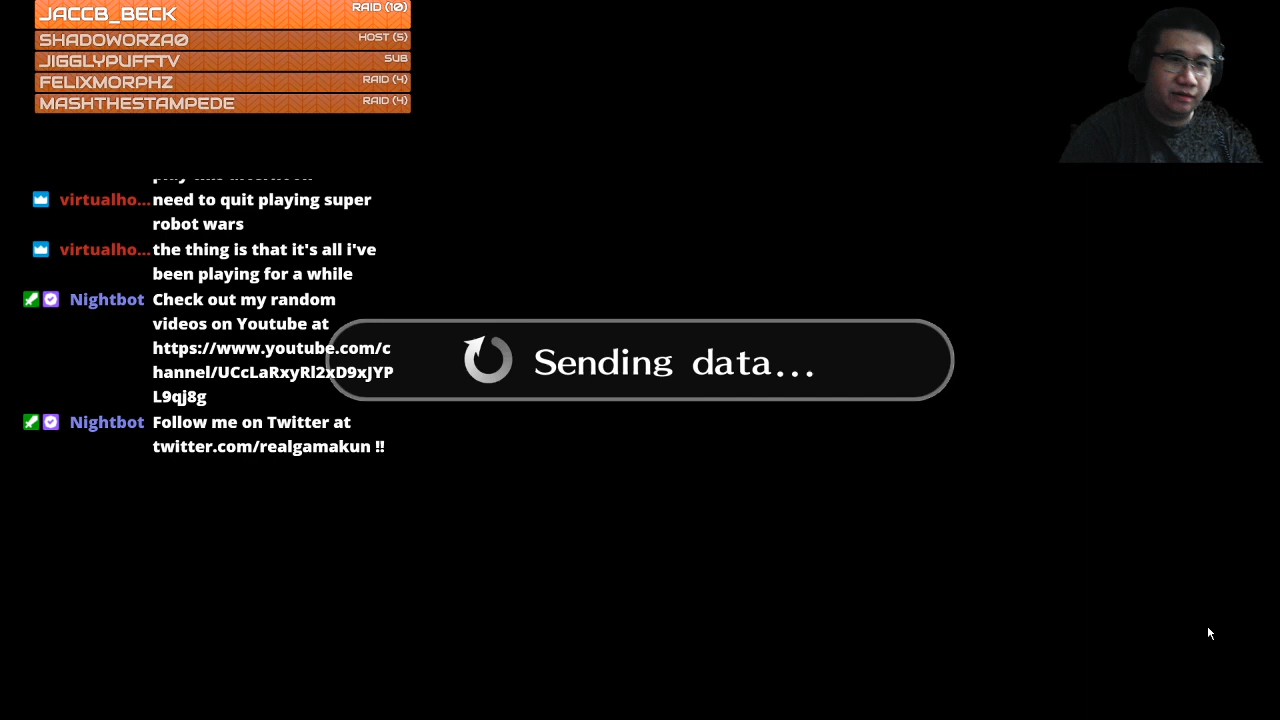 JACCB_BECK RAID (10)
SHADOWORZA0 HOST (5)
JIGGLYPUFFTV SUB
FELIXMORPHZ RAID (4)
MASHTHESTAMPEDE RAID (4)
virtualho... need to quit playing super
robot wars
virtualho... the thing is that it's all i've
been playing for a while
Nightbot Check out my random
videos on Youtube at
https://www.youtube.com/c
hannel/UCcLaRxyRl2xD9xJYP
L9qj8g
Nightbot Follow me on Twitter at
twitter.com/realgamakun !!
Sending data...